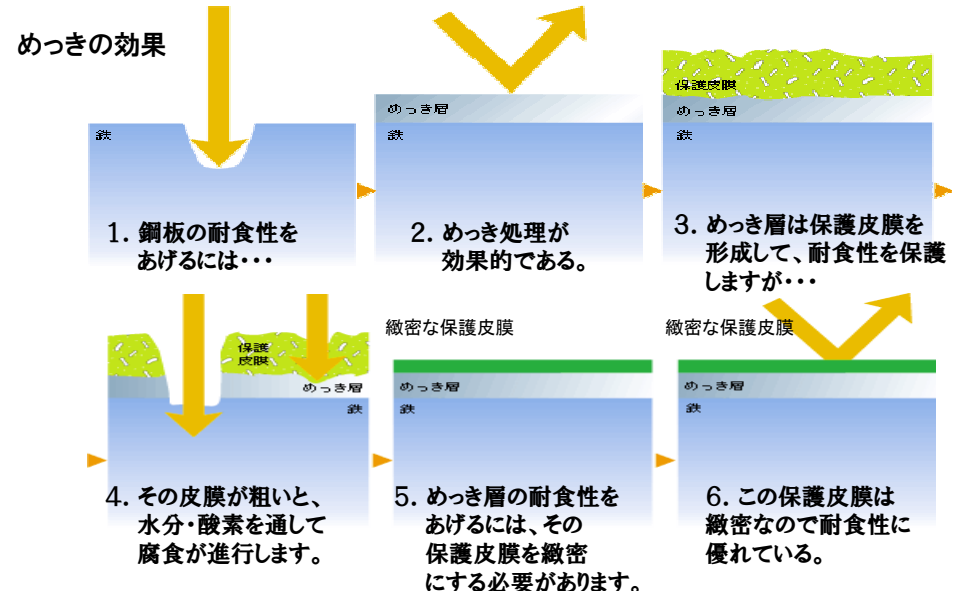 めっきの効果
鉄
1. 鋼板の耐食性を
あげるには・・・
めっき層
鉄
2. めっき処理が
効果的である。
保護皮膜
めっき層
鉄
3. めっき層は保護皮膜を
形成して、耐食性を保護
しますが・・・
保護
皮膜
めっき層
鉄
4. その皮膜が粗いと、
水分・酸素を通して
腐食が進行します。
緻密な保護皮膜
めっき層
鉄
5. めっき層の耐食性を
あげるには、その
保護皮膜を緻密
にする必要があります。
緻密な保護皮膜
めっき層
鉄
6. この保護皮膜は
緻密なので耐食性に
優れている。